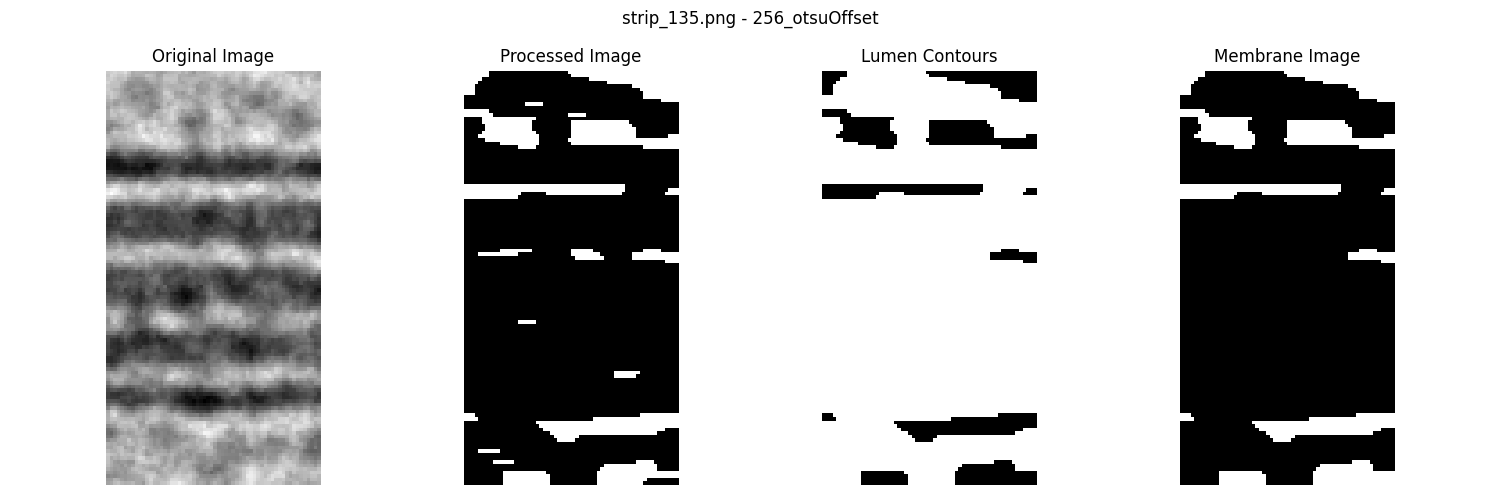 strip_135.png - 256_otsuOffset
Original Image
Processed Image
Lumen Contours
Membrane Image